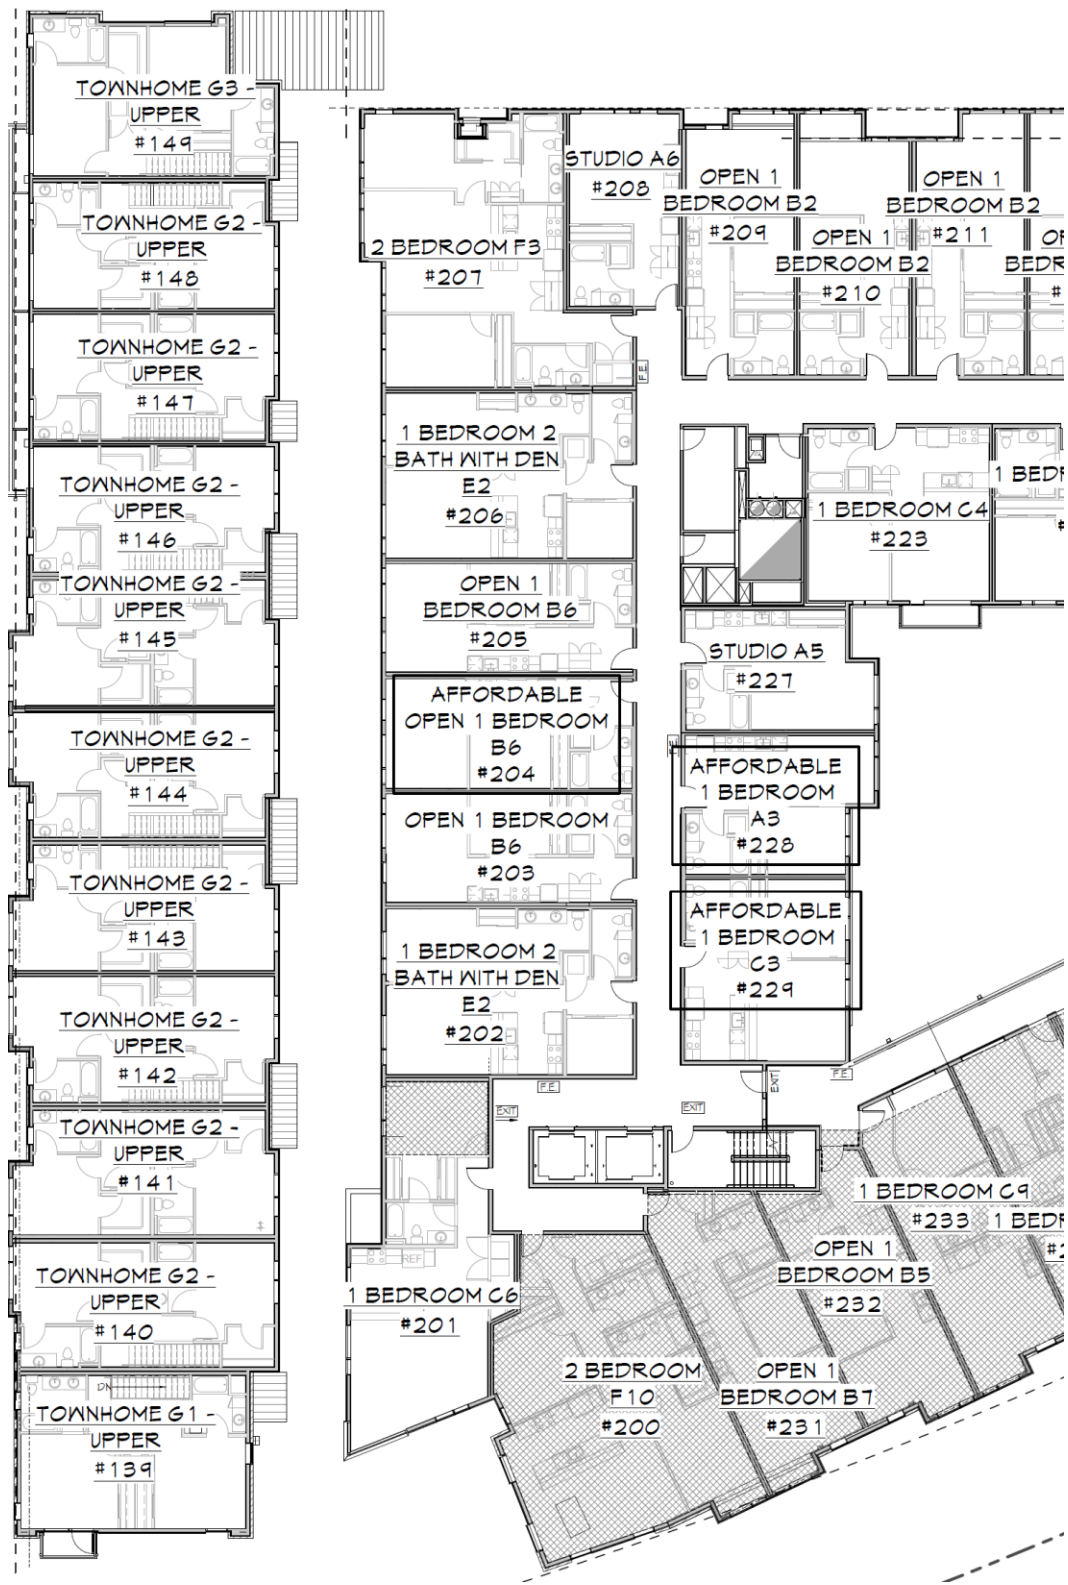 TOWNHOME G3 -
UPPER
#149
TOWNHOME G2 -
UPPER
#148
TOWNHOME G2 -
UPPER
#147
TOWNHOME G2 -
UPPER
#146
TOWNHOME G2 -
UPPER
#145
TOWNHOME G2 -
UPPER
#144
TOWNHOME G2 -
UPPER
#143
TOWNHOME G2 -
UPPER
#142
TOWNHOME G2 -
UPPER
#141
TOWNHOME G2 -
UPPER
#140
DN
TOWNHOME G1 -
UPPER
#139
2 BEDROOM F3
#207
STUDIO A6
#208
OPEN 1
BEDROOM B2
#209
OPEN 1
BEDROOM B2
#210
OPEN 1
BEDROOM B2
#211
F.E.
1 BEDROOM 2
BATH WITH DEN
E2
#206
OPEN 1
BEDROOM B6
#205
AFFORDABLE
OPEN 1 BEDROOM
B6
#204
OPEN 1 BEDROOM
B6
#203
1 BEDROOM 2
BATH WITH DEN
E2
#202
1 BEDROOM C4
#223
STUDIO A5
#227
F.E.
AFFORDABLE
1 BEDROOM
A3
#228
AFFORDABLE
1 BEDROOM
C3
#229
F.E.
F.E.
EXIT
EXIT
EXIT
REF
1 BEDROOM C6
#201
2 BEDROOM
F10
#200
OPEN 1
BEDROOM B7
#231
OPEN 1
BEDROOM B5
#232
1 BEDROOM C9
#233